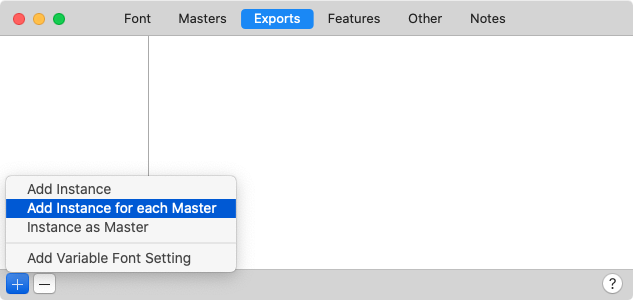 Font Masters Exports Features Other Notes
Add Instance
Add Instance for each Master
Instance as Master
Add Variable Font Setting
+ − ?